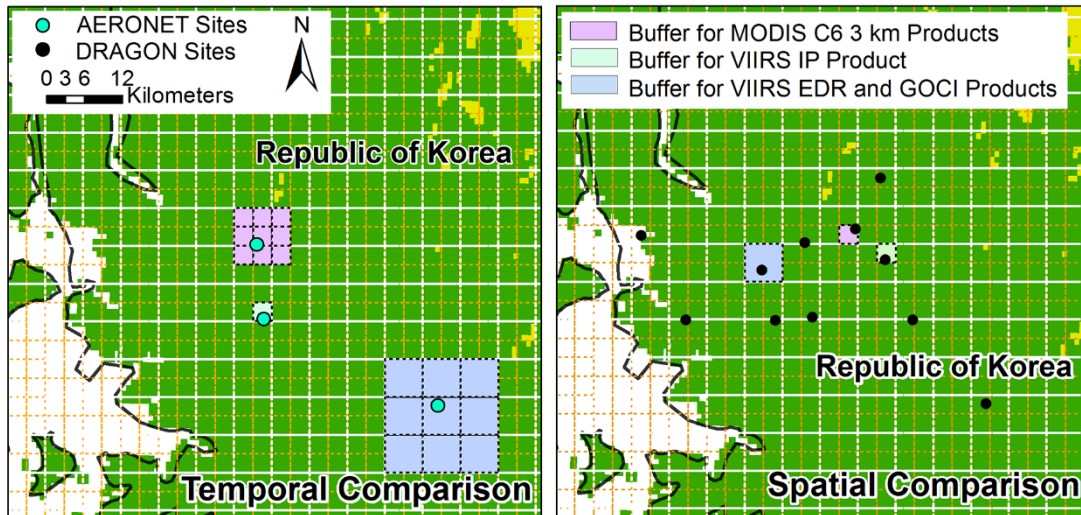 AERONET Sites
DRAGON Sites
N
0 3 6 12
Kilometers
Republic of Korea
Temporal Comparison
Buffer for MODIS C6 3 km Products
Buffer for VIIRS IP Product
Buffer for VIIRS EDR and GOCI Products
Republic of Korea
Spatial Comparison